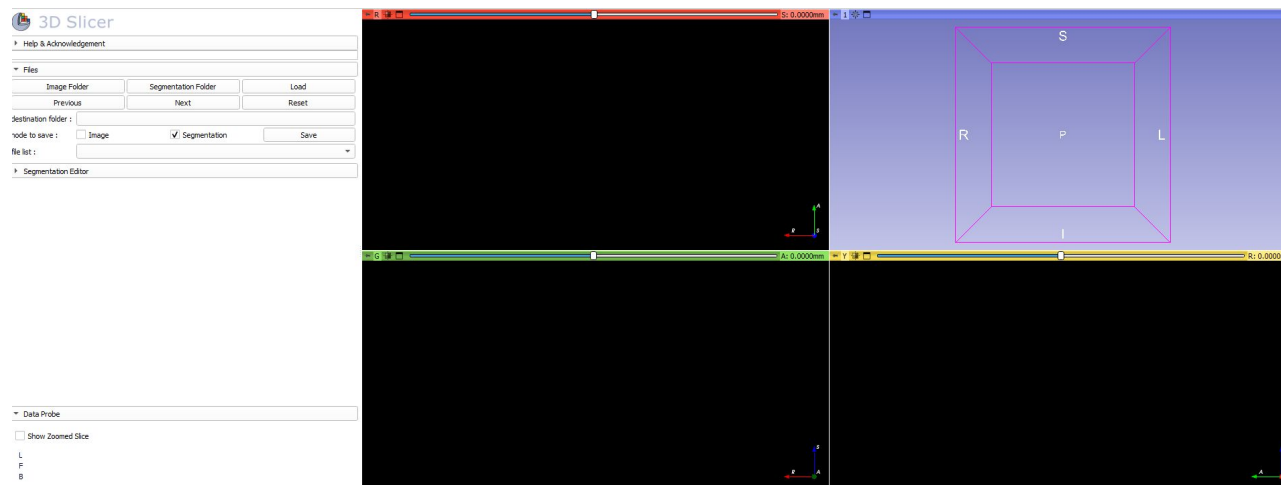 3D Slicer
Help & Acknowledgement
Files
Image Folder Segmentation Folder Load
Previous Next Reset
destination folder :
node to save : Image Segmentation Save
file list :
Segmentation Editor
Data Probe
Show Zoomed Slice
L
F
B
R S: 0.0000mm
A
R S
1
S
R P L
I
G A: 0.0000mm
S
R A
Y R: 0.0000
A